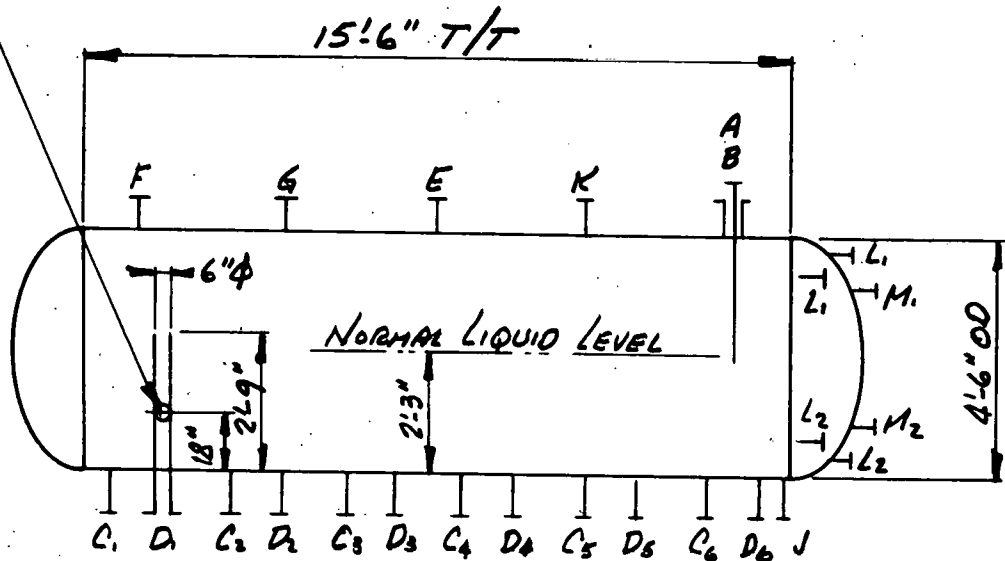 15'-6" T/T
A
B
F G E K
L1
6"φ
L1 M1
NORMAL LIQUID LEVEL
4'-6" OD
2'-9"
2'-3"
18"
L2 M2
L2
C1 D1 C2 D2 C3 D3 C4 D4 C5 D5 C6 D6 J